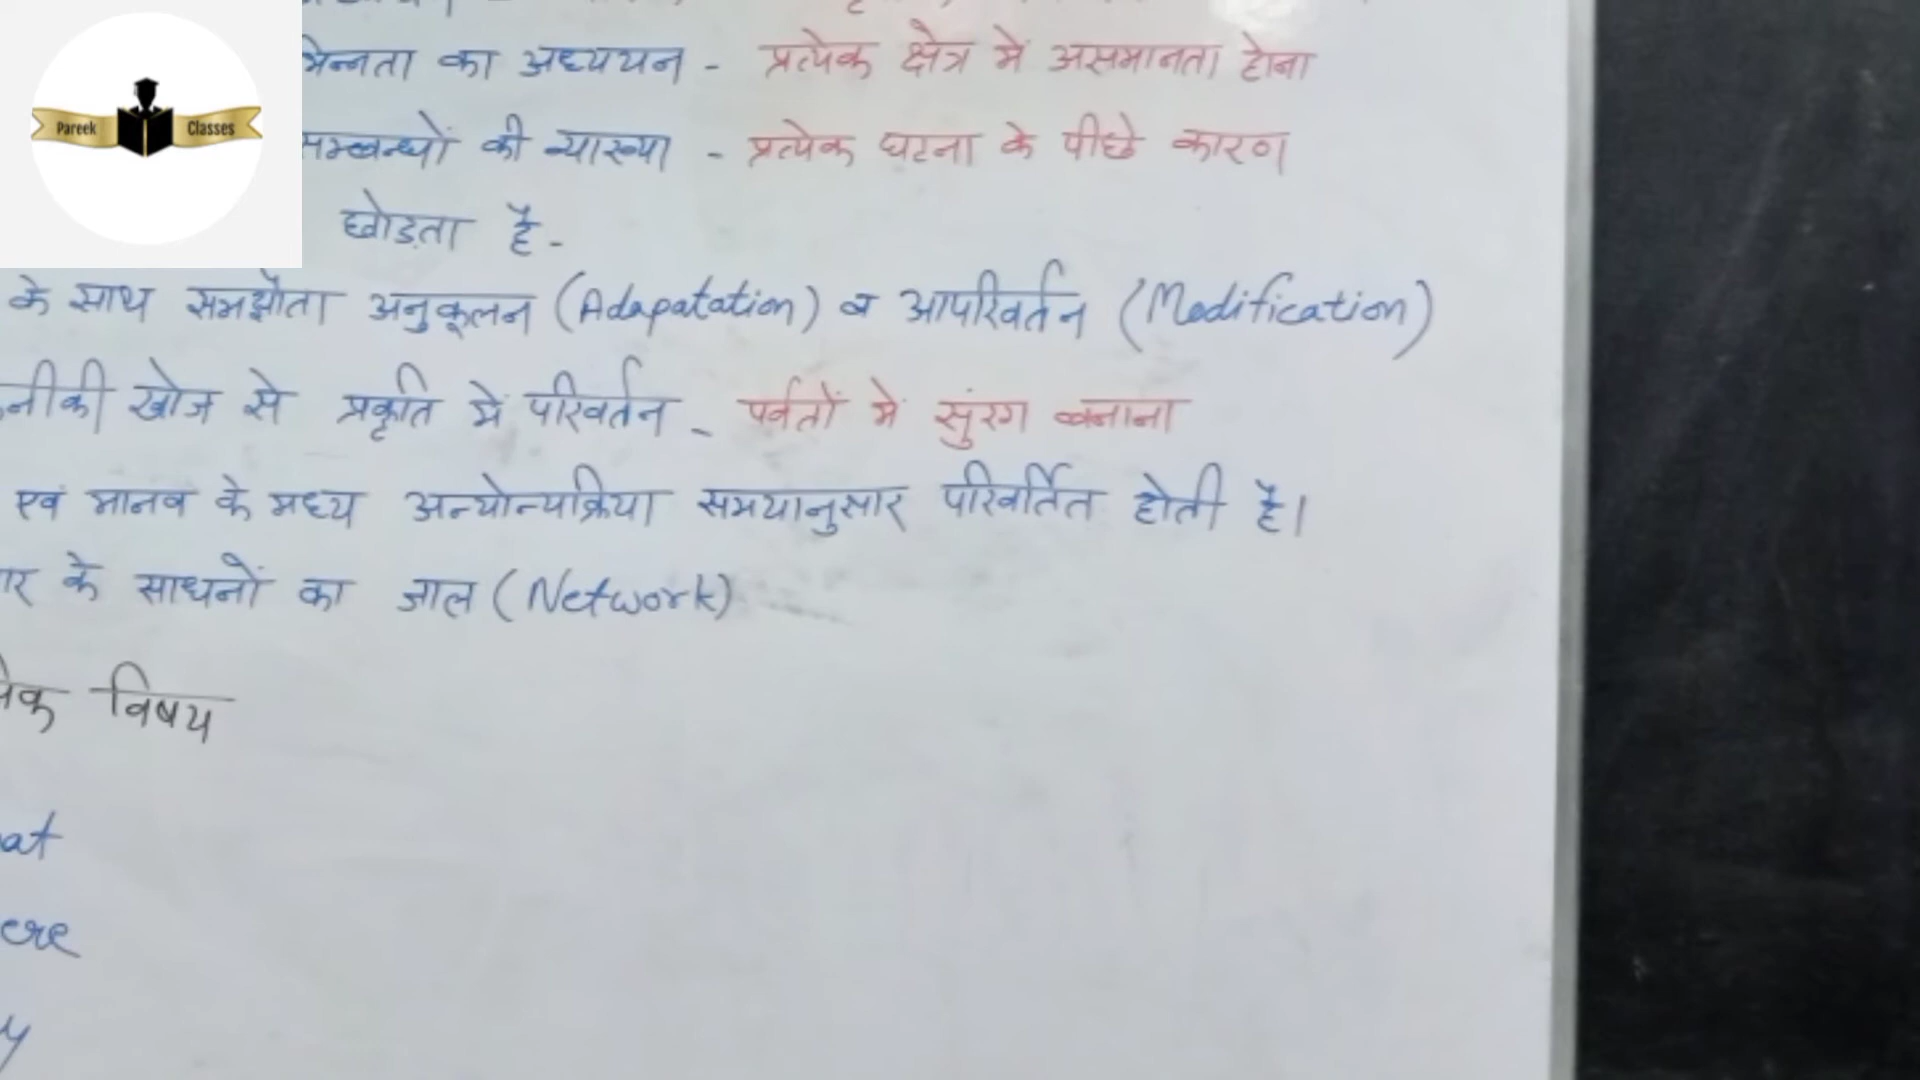 Pareek Classes
भिन्नता का अध्ययन - प्रत्येक क्षेत्र में असमानता होना
सम्बन्धों की व्याख्या - प्रत्येक घटना के पीछे कारण
छोड़ता है -
के साथ समझौता अनुकूलन (Adapatation) व आपरिवर्तन (Modification)
नीकी खोज से प्रकृति में परिवर्तन - पर्वतों में सुंरग बनाना
एवं मानव के मध्य अन्योन्यक्रिया समयानुसार परिवर्तित होती है।
ार के साधनों का जाल (Network)
विषय
at
ere
y